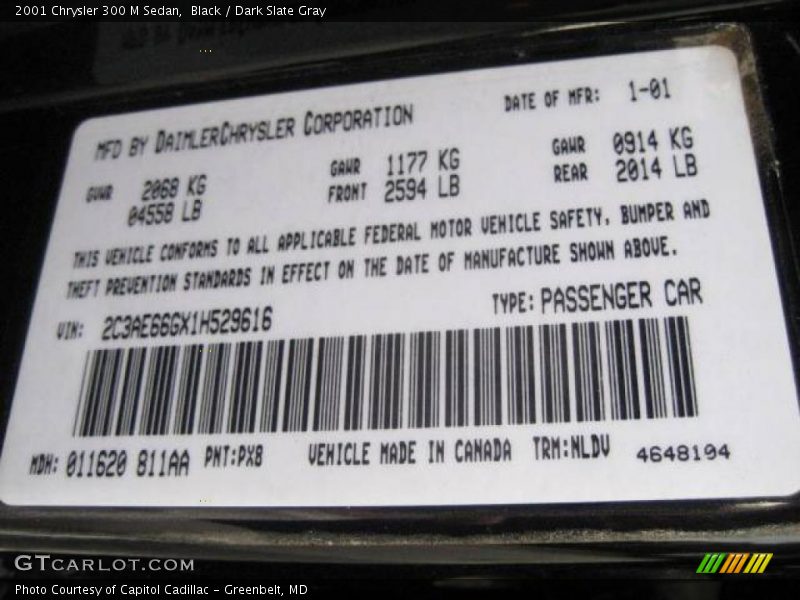 2001 Chrysler 300 M Sedan,  Black / Dark Slate Gray
MFD BY DAIMLERCHRYSLER CORPORATION DATE OF MFR: 1-01
GVWR 2068 KG GAWR 1177 KG GAWR 0914 KG
04558 LB FRONT 2594 LB REAR 2014 LB
THIS VEHICLE CONFORMS TO ALL APPLICABLE FEDERAL MOTOR VEHICLE SAFETY, BUMPER AND
THEFT PREVENTION STANDARDS IN EFFECT ON THE DATE OF MANUFACTURE SHOWN ABOVE.
VIN: 2C3AE66GX1H529616 TYPE: PASSENGER CAR
MDH: 011620 811AA PNT:PX8 VEHICLE MADE IN CANADA TRM:NLDV 4648194
GTCARLOT.COM
Photo Courtesy of Capitol Cadillac - Greenbelt, MD